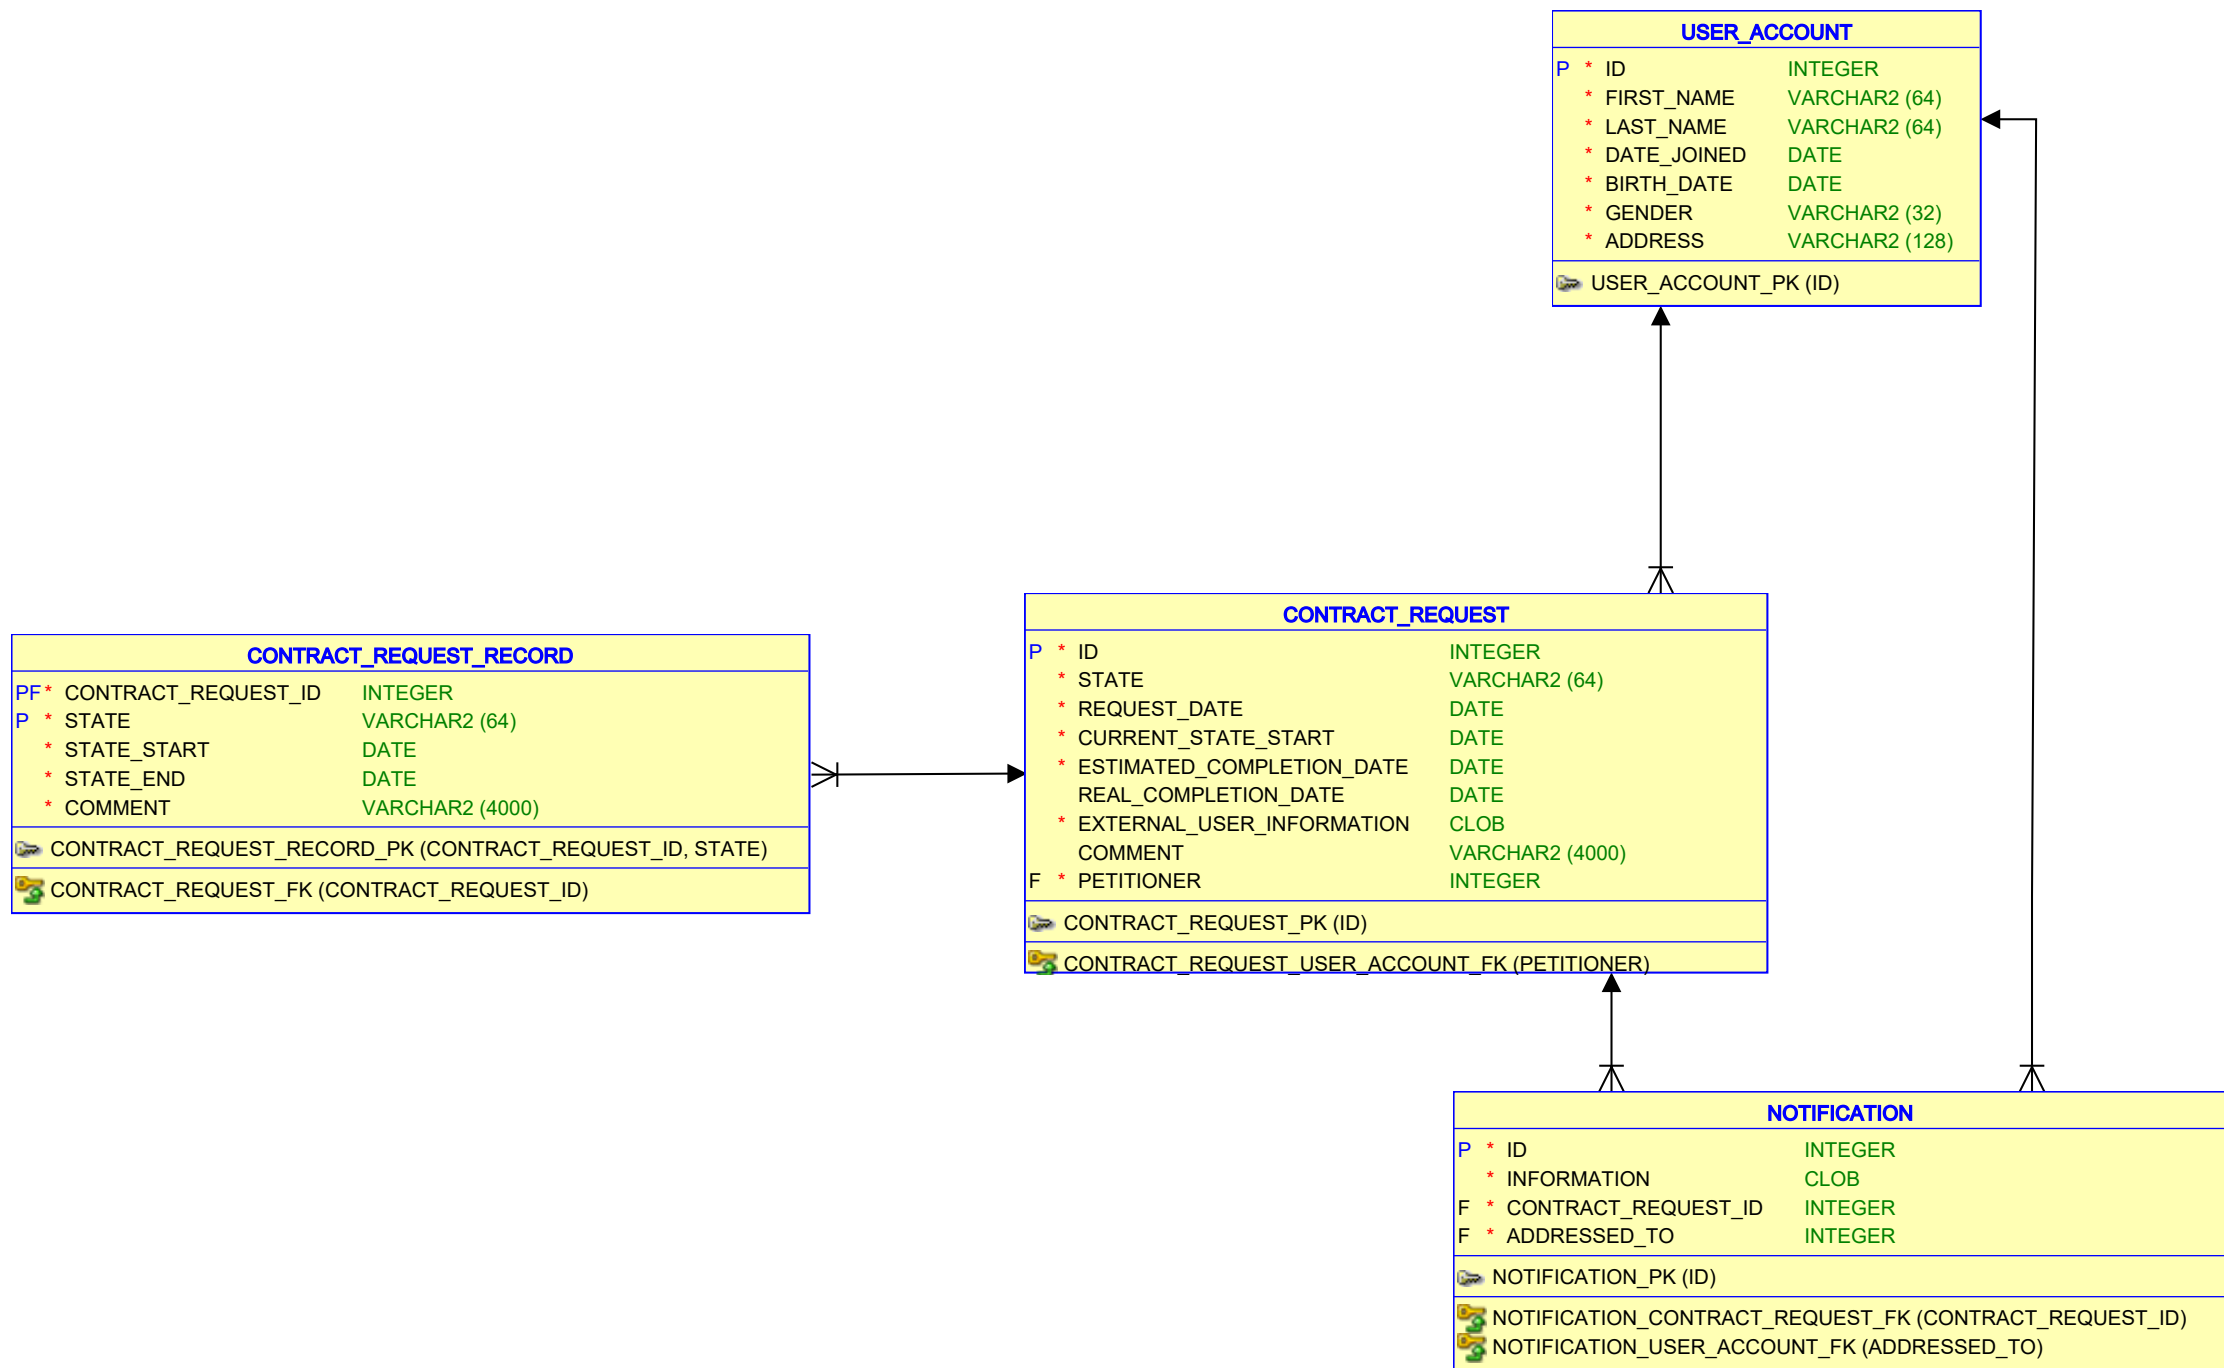 USER_ACCOUNT
P * ID INTEGER
* FIRST_NAME VARCHAR2 (64)
* LAST_NAME VARCHAR2 (64)
* DATE_JOINED DATE
* BIRTH_DATE DATE
* GENDER VARCHAR2 (32)
* ADDRESS VARCHAR2 (128)
USER_ACCOUNT_PK (ID)
CONTRACT_REQUEST_RECORD
PF * CONTRACT_REQUEST_ID INTEGER
P * STATE VARCHAR2 (64)
* STATE_START DATE
* STATE_END DATE
* COMMENT VARCHAR2 (4000)
CONTRACT_REQUEST_RECORD_PK (CONTRACT_REQUEST_ID, STATE)
CONTRACT_REQUEST_FK (CONTRACT_REQUEST_ID)
CONTRACT_REQUEST
P * ID INTEGER
* STATE VARCHAR2 (64)
* REQUEST_DATE DATE
* CURRENT_STATE_START DATE
* ESTIMATED_COMPLETION_DATE DATE
REAL_COMPLETION_DATE DATE
* EXTERNAL_USER_INFORMATION CLOB
COMMENT VARCHAR2 (4000)
F * PETITIONER INTEGER
CONTRACT_REQUEST_PK (ID)
CONTRACT_REQUEST_USER_ACCOUNT_FK (PETITIONER)
NOTIFICATION
P * ID INTEGER
* INFORMATION CLOB
F * CONTRACT_REQUEST_ID INTEGER
F * ADDRESSED_TO INTEGER
NOTIFICATION_PK (ID)
NOTIFICATION_CONTRACT_REQUEST_FK (CONTRACT_REQUEST_ID)
NOTIFICATION_USER_ACCOUNT_FK (ADDRESSED_TO)